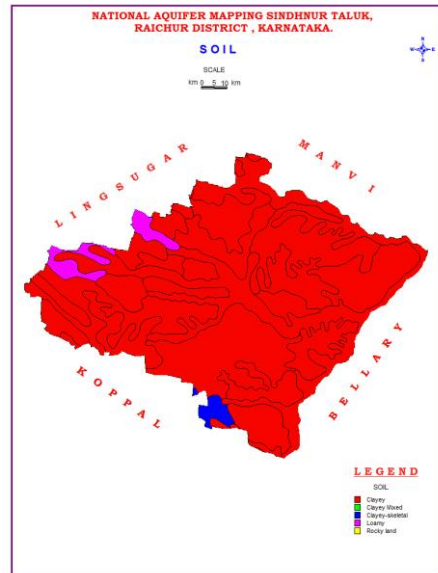 NATIONAL AQUIFER MAPPING SINDHNUR TALUK,
RAICHUR DISTRICT , KARNATAKA.
SOIL
SCALE
km 0 5 10 km
LINGSUGAR
MANVI
KOPPAL
BELLARY
LEGEND
SOIL
Clayey
Clayey Mixed
Clayey-skeletal
Loamy
Rocky land